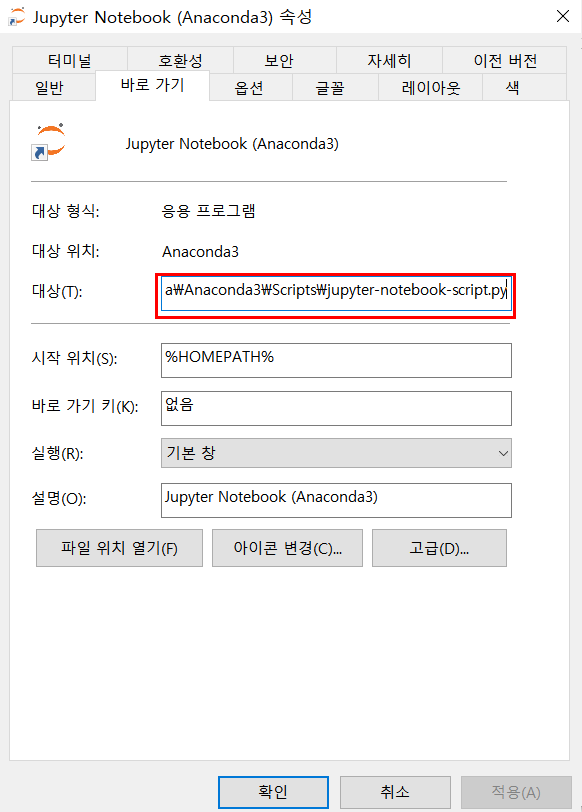 Jupyter Notebook (Anaconda3) 속성
터미널 호환성 보안 자세히 이전 버전
일반 바로 가기 옵션 글꼴 레이아웃 색
Jupyter Notebook (Anaconda3)
대상 형식: 응용 프로그램
대상 위치: Anaconda3
대상(T): a₩Anaconda3₩Scripts₩jupyter-notebook-script.py
시작 위치(S): %HOMEPATH%
바로 가기 키(K): 없음
실행(R): 기본 창
설명(O): Jupyter Notebook (Anaconda3)
파일 위치 열기(F) 아이콘 변경(C)... 고급(D)...
확인 취소 적용(A)